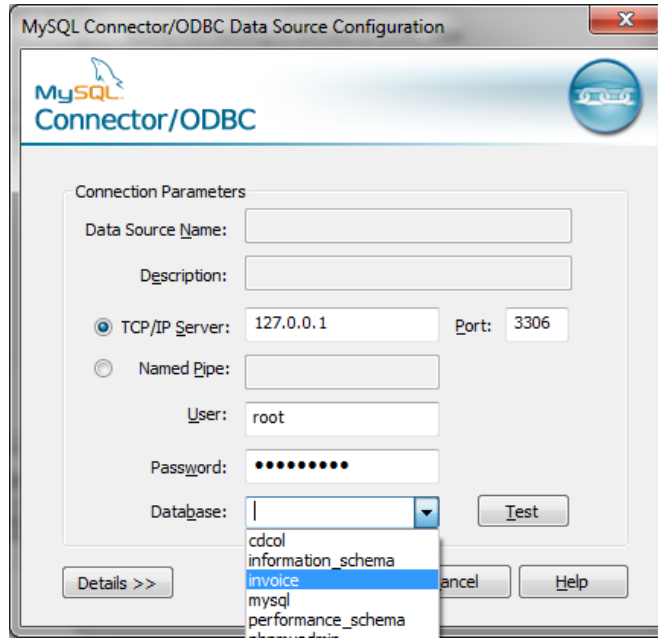 MySQL Connector/ODBC Data Source Configuration
MySQL
Connector/ODBC
Connection Parameters
Data Source Name:
Description:
TCP/IP Server: 127.0.0.1 Port: 3306
Named Pipe:
User: root
Password: •••••••••
Database: Test
cdcol
information_schema
invoice
mysql
performance_schema
Details >> Help